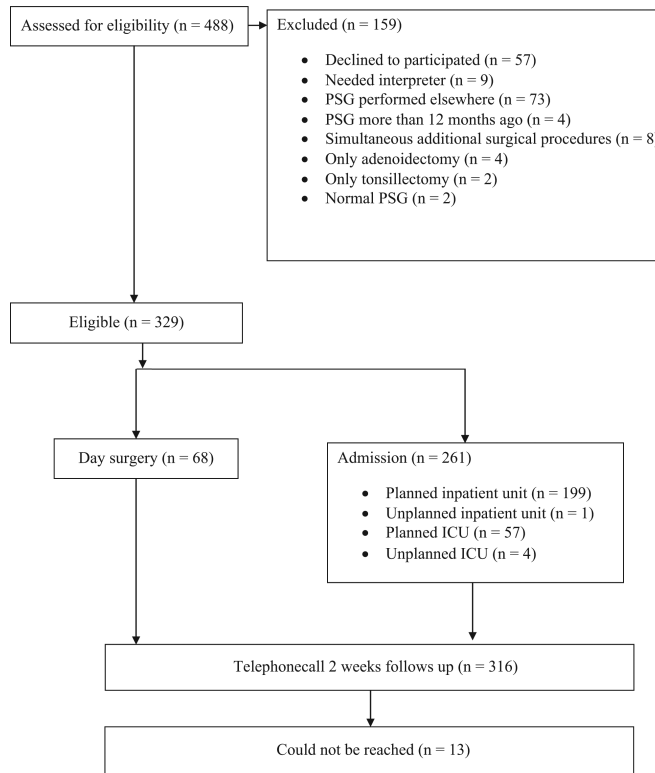 Assessed for eligibility (n = 488)
Excluded (n = 159)
• Declined to participated (n = 57)
• Needed interpreter (n = 9)
• PSG performed elsewhere (n = 73)
• PSG more than 12 months ago (n = 4)
• Simultaneous additional surgical procedures (n = 8
• Only adenoidectomy (n = 4)
• Only tonsillectomy (n = 2)
• Normal PSG (n = 2)
Eligible (n = 329)
Day surgery (n = 68)
Admission (n = 261)
• Planned inpatient unit (n = 199)
• Unplanned inpatient unit (n = 1)
• Planned ICU (n = 57)
• Unplanned ICU (n = 4)
Telephonecall 2 weeks follows up (n = 316)
Could not be reached (n = 13)